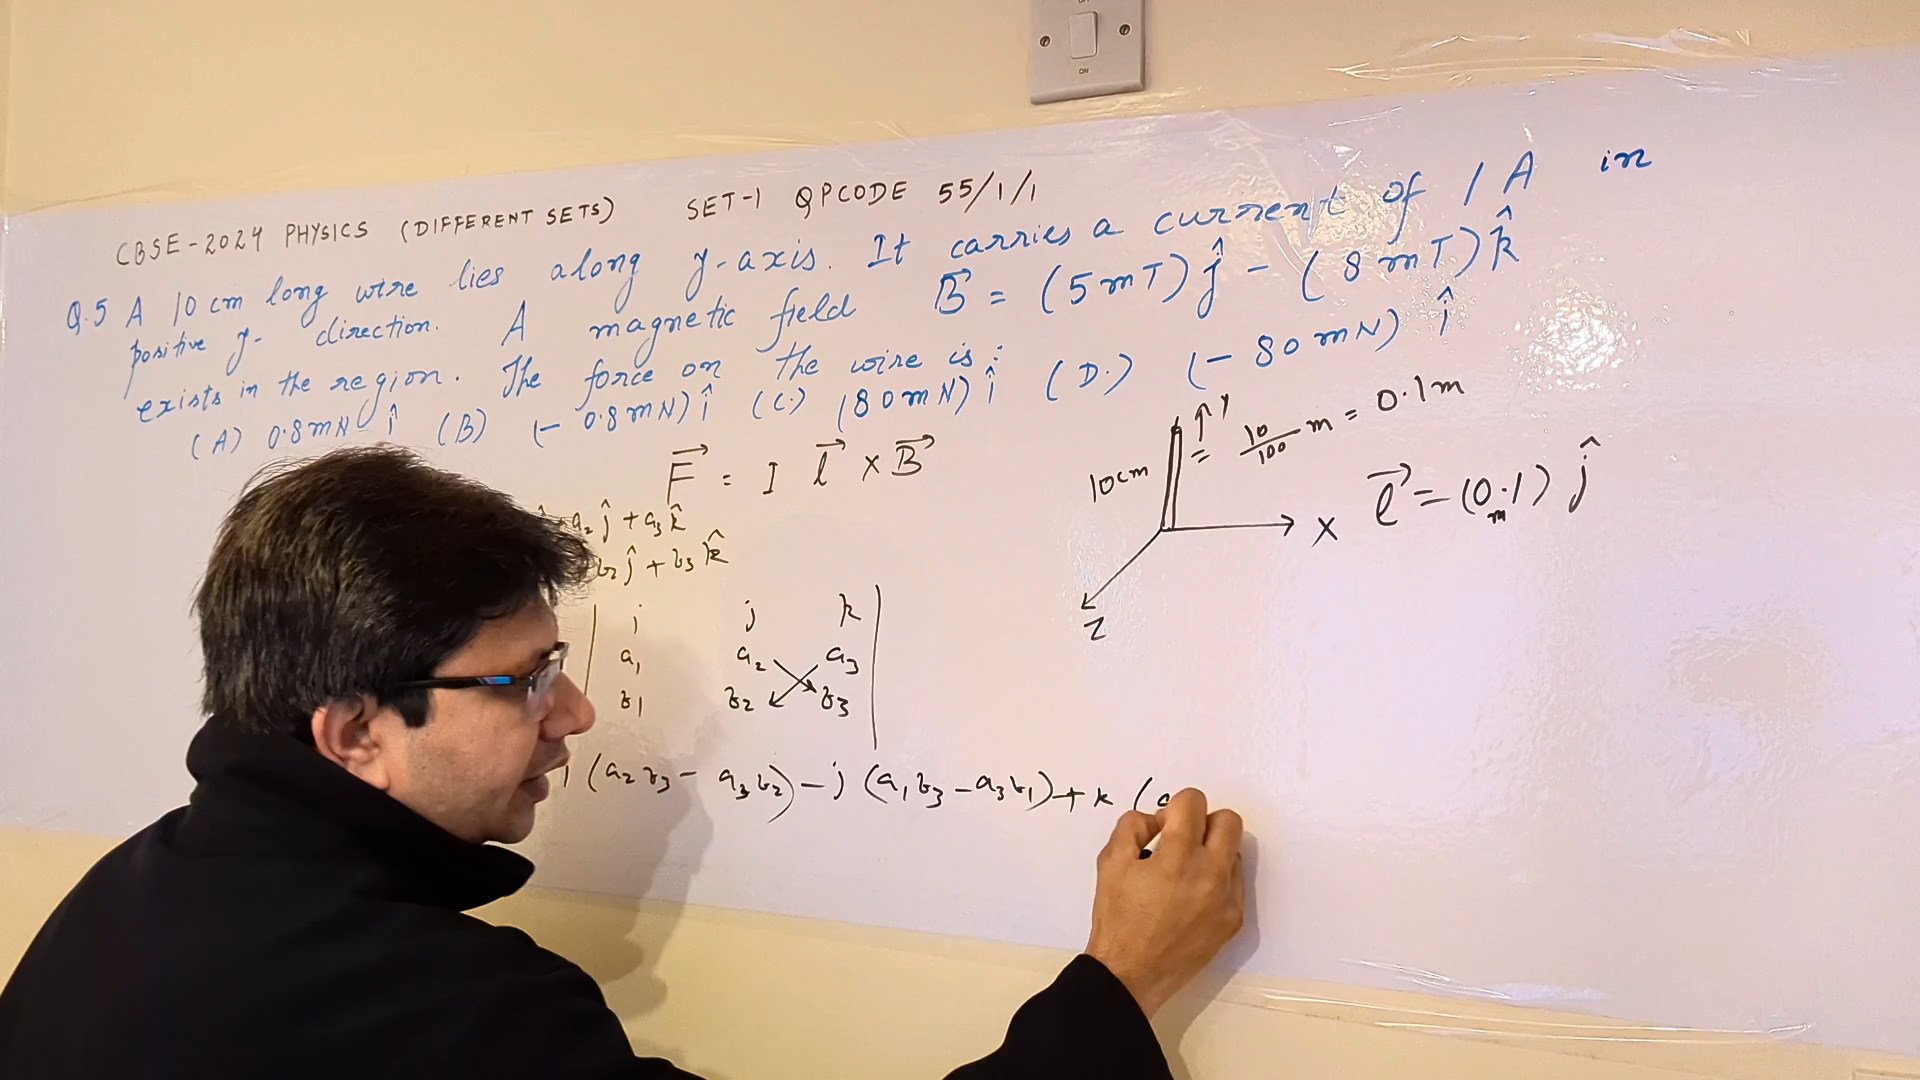 ON
CBSE-2024 PHYSICS (DIFFERENT SETS) SET-1 QPCODE 55/1/1
Q.5 A 10 cm long wire lies along y-axis. It carries a current of 1 A in
positive y- direction. A magnetic field B⃗ = (5mT) ĵ - (8mT) k̂
exists in the region. The force on the wire is :
(A) 0.8mN î (B) (- 0.8mN) î (C.) (80mN) î (D.) (- 80mN) î
F⃗ = I l⃗ × B⃗
10cm ↑Y = 10/100 m = 0.1m
l⃗ = (0.1) ĵ
m
X
Z
+ a₂ ĵ + a₃ k̂
b₂ ĵ + b₃ k̂
i j k
a₁ a₂ a₃
b₁ b₂ b₃
i (a₂b₃ - a₃b₂) - j (a₁b₃ - a₃b₁) + k (a